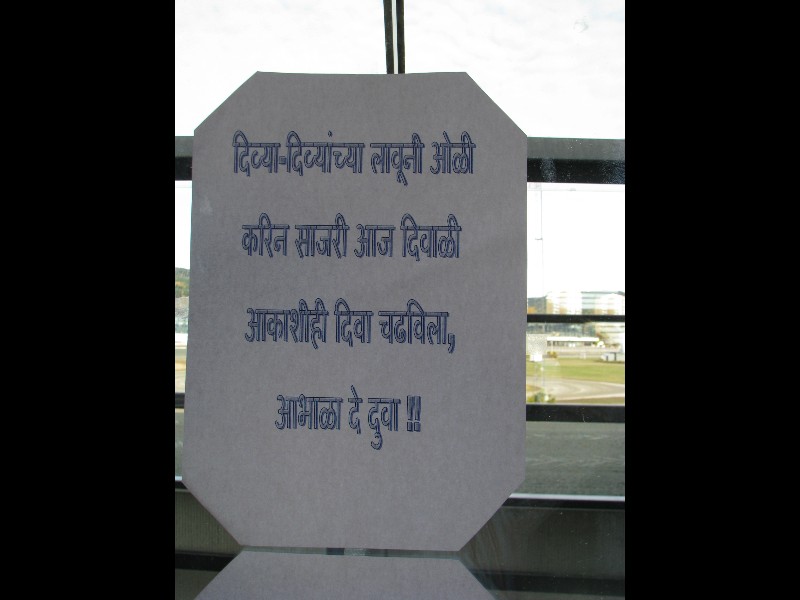 दिव्या-दिव्यांच्या लावूनी ओळी
करिन साजरी आज दिवाळी
आकाशीही दिवा चढविला,
आभाळा दे दुवा !!